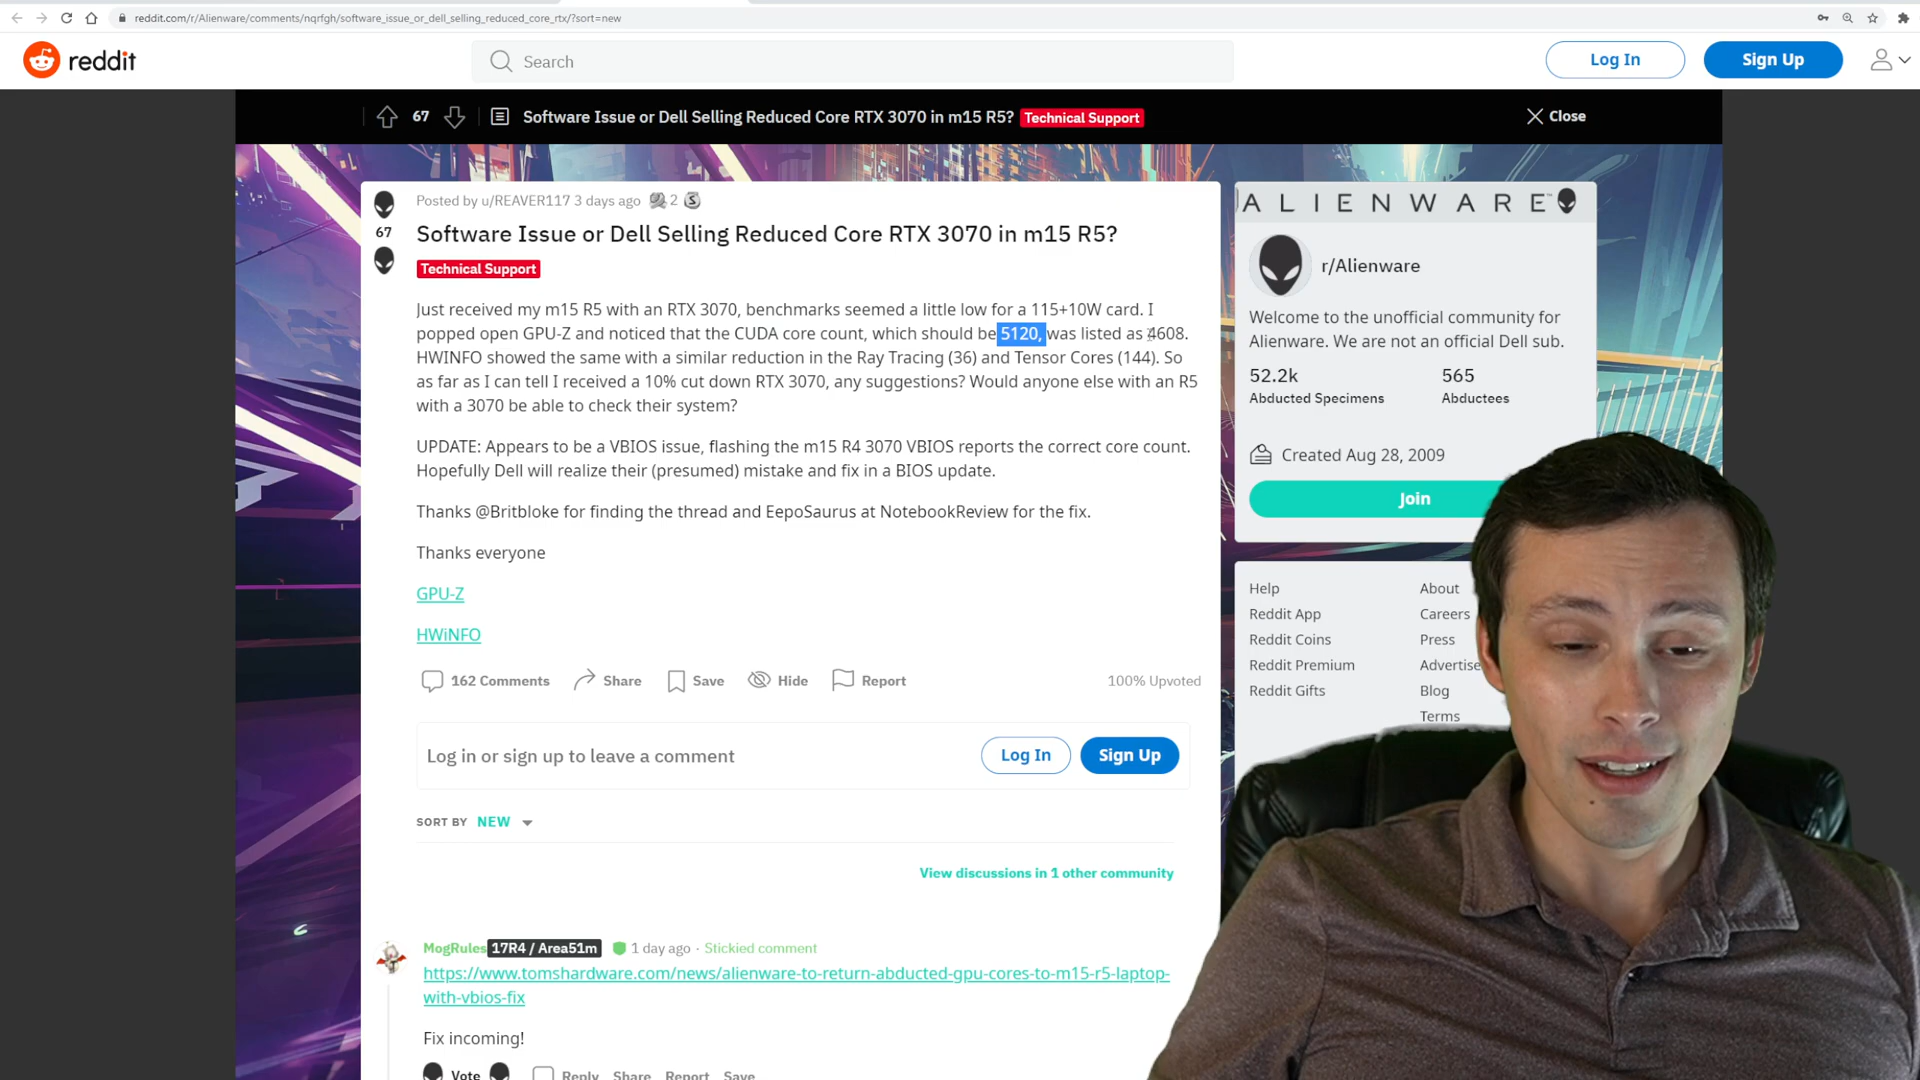 reddit.com/r/Alienware/comments/nqrfgh/software_issue_or_dell_selling_reduced_core_rtx/?sort=new
reddit
Search
Log In
Sign Up
67
Software Issue or Dell Selling Reduced Core RTX 3070 in m15 R5?
Technical Support
Close
Posted by u/REAVER117 3 days ago
2
S
67
Software Issue or Dell Selling Reduced Core RTX 3070 in m15 R5?
Technical Support
Just received my m15 R5 with an RTX 3070, benchmarks seemed a little low for a 115+10W card. I
popped open GPU-Z and noticed that the CUDA core count, which should be 5120, was listed as 4608.
HWINFO showed the same with a similar reduction in the Ray Tracing (36) and Tensor Cores (144). So
as far as I can tell I received a 10% cut down RTX 3070, any suggestions? Would anyone else with an R5
with a 3070 be able to check their system?
UPDATE: Appears to be a VBIOS issue, flashing the m15 R4 3070 VBIOS reports the correct core count.
Hopefully Dell will realize their (presumed) mistake and fix in a BIOS update.
Thanks @Britbloke for finding the thread and EepoSaurus at NotebookReview for the fix.
Thanks everyone
GPU-Z
HWiNFO
162 Comments
Share
Save
Hide
Report
100% Upvoted
Log in or sign up to leave a comment
Log In
Sign Up
SORT BY NEW
View discussions in 1 other community
MogRules 17R4 / Area51m 1 day ago · Stickied comment
https://www.tomshardware.com/news/alienware-to-return-abducted-gpu-cores-to-m15-r5-laptop-
with-vbios-fix
Fix incoming!
Vote
Reply
Share
Report
Save
ALIENWARE
r/Alienware
Welcome to the unofficial community for
Alienware. We are not an official Dell sub.
52.2k
565
Abducted Specimens
Abductees
Created Aug 28, 2009
Join
Help
About
Reddit App
Careers
Reddit Coins
Press
Reddit Premium
Advertise
Reddit Gifts
Blog
Terms